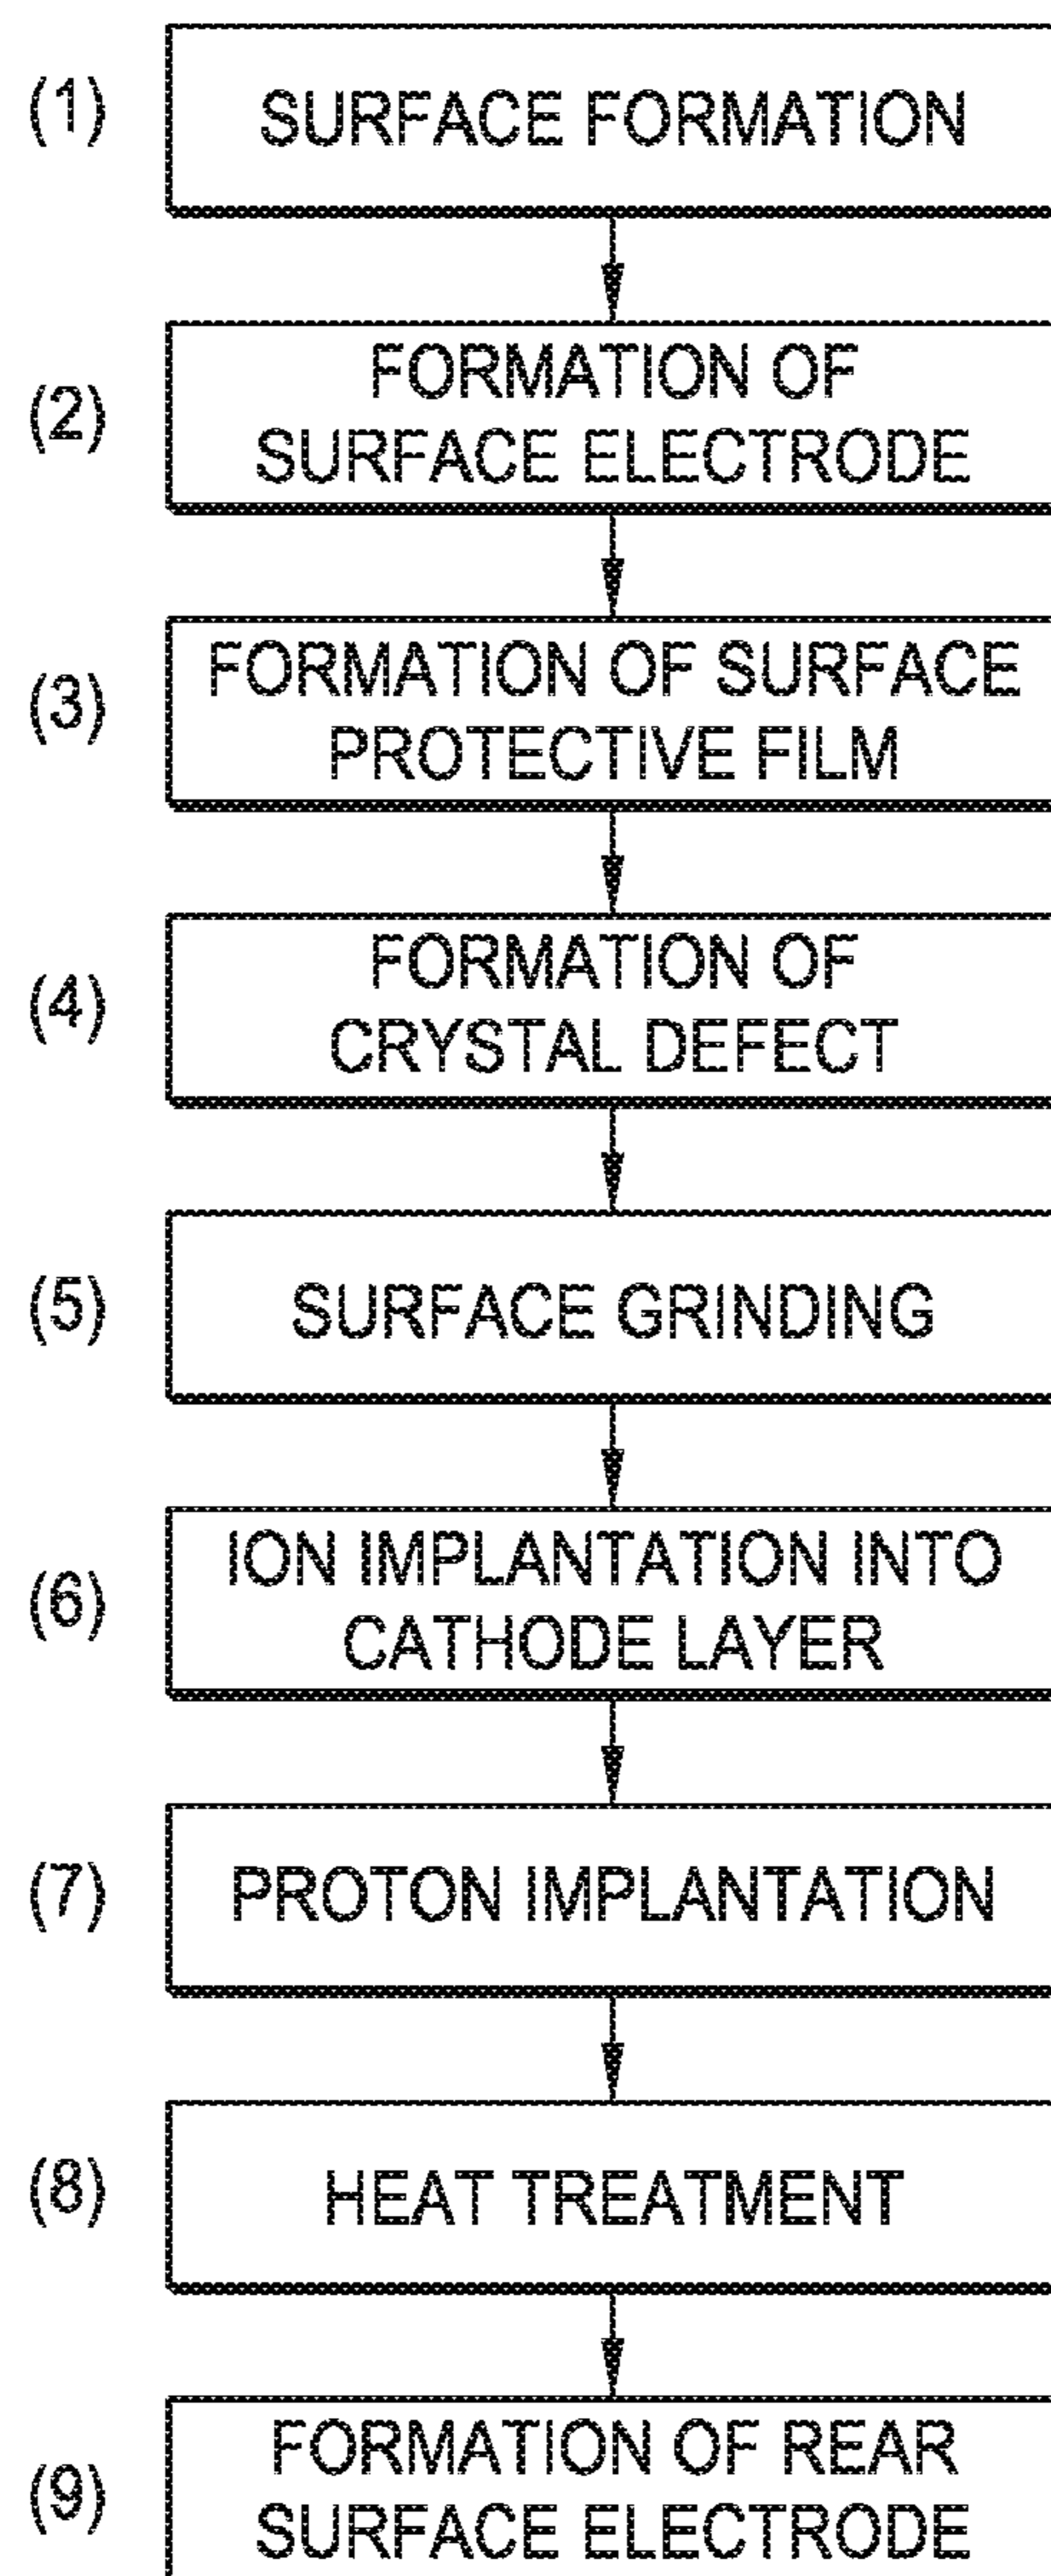 (1) SURFACE FORMATION
(2) FORMATION OF
SURFACE ELECTRODE
(3) FORMATION OF SURFACE
PROTECTIVE FILM
(4) FORMATION OF
CRYSTAL DEFECT
(5) SURFACE GRINDING
(6) ION IMPLANTATION INTO
CATHODE LAYER
(7) PROTON IMPLANTATION
(8) HEAT TREATMENT
(9) FORMATION OF REAR
SURFACE ELECTRODE